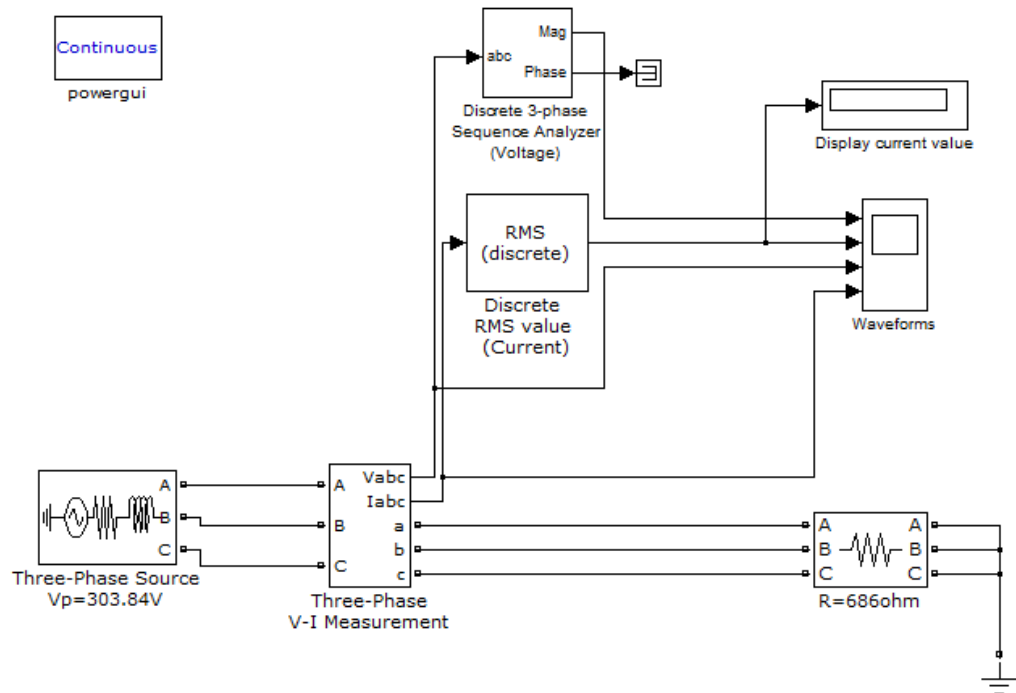 Continuous
powergui
abc
Mag
Phase
Discrete 3-phase
Sequence Analyzer
(Voltage)
Display current value
RMS
(discrete)
Discrete
RMS value
(Current)
Waveforms
A
B
C
Three-Phase Source
Vp=303.84V
A
B
C
Vabc
Iabc
a
b
c
Three-Phase
V-I Measurement
A
B
C
A
B
C
R=686ohm